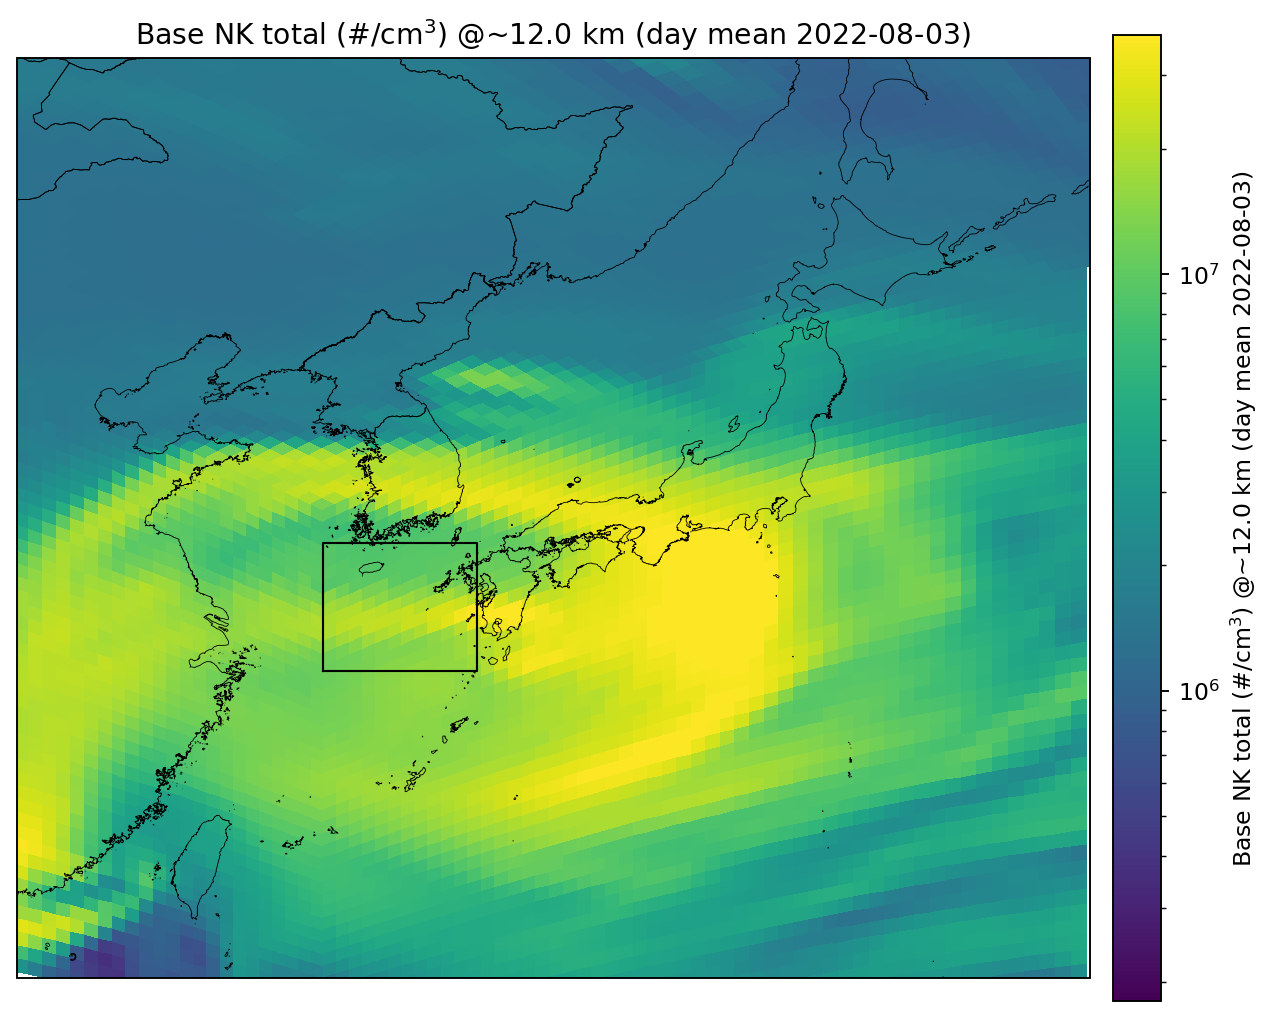 Base NK total (#/cm³) @~12.0 km (day mean 2022-08-03)
10⁷
10⁶
Base NK total (#/cm³) @~12.0 km (day mean 2022-08-03)